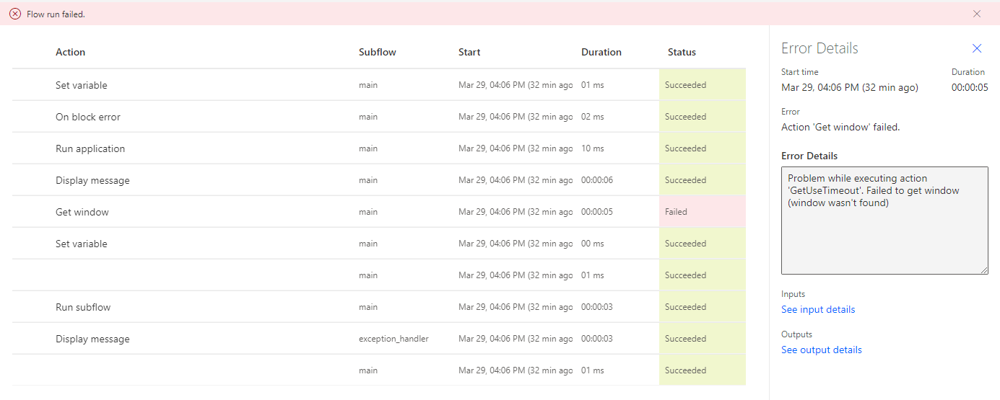 Flow run failed.
Action Subflow Start Duration Status
Set variable main Mar 29, 04:06 PM (32 min ago 01 ms Succeeded
On block error main Mar 29, 04:06 PM (32 min ago 02 ms Succeeded
Run application main Mar 29, 04:06 PM (32 min ago 10 ms Succeeded
Display message main Mar 29, 04:06 PM (32 min ago 00:00:06 Succeeded
Get window main Mar 29, 04:06 PM (32 min ago 00:00:05 Failed
Set variable main Mar 29, 04:06 PM (32 min ago 00 ms Succeeded
main Mar 29, 04:06 PM (32 min ago 01 ms Succeeded
Run subflow main Mar 29, 04:06 PM (32 min ago 00:00:03 Succeeded
Display message exception_handler Mar 29, 04:06 PM (32 min ago 00:00:03 Succeeded
main Mar 29, 04:06 PM (32 min ago 01 ms Succeeded
Error Details
Start time Duration
Mar 29, 04:06 PM (32 min ago) 00:00:05
Error
Action 'Get window' failed.
Error Details
Problem while executing action
'GetUseTimeout'. Failed to get window
(window wasn't found)
Inputs
See input details
Outputs
See output details